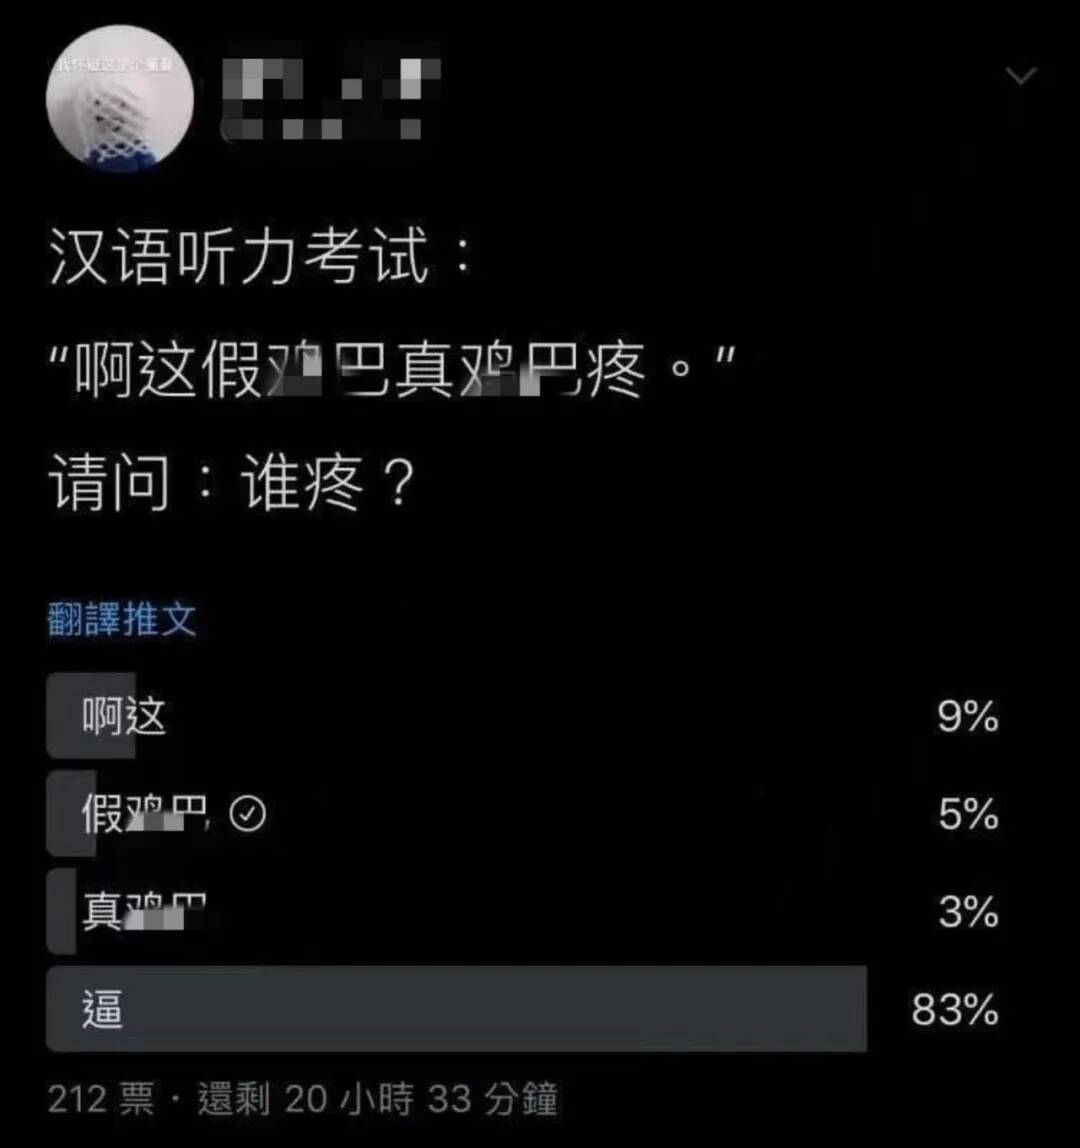 汉语听力考试：
“啊这假鸡巴真鸡巴疼。”
请问：谁疼？
翻譯推文
啊这 9%
假鸡巴 5%
真鸡巴 3%
逼 83%
212 票 · 還剩 20 小時 33 分鐘